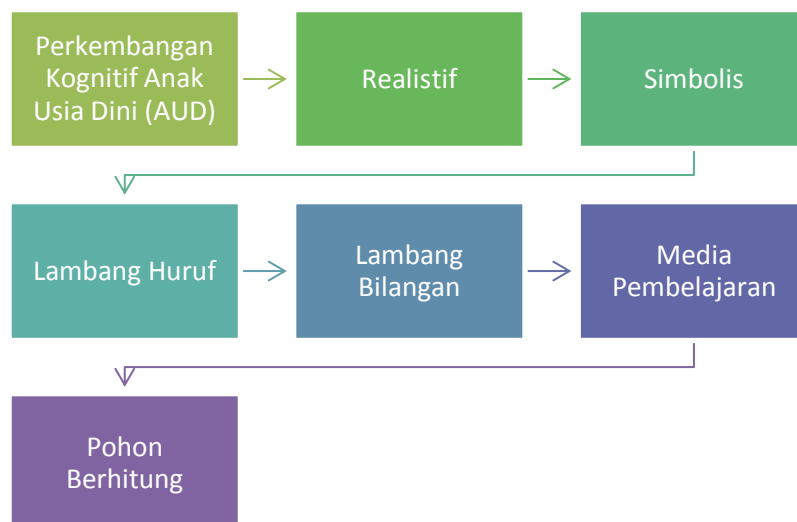 Perkembangan
Kognitif Anak
Usia Dini (AUD)
Realistif
Simbolis
Lambang Huruf
Lambang
Bilangan
Media
Pembelajaran
Pohon
Berhitung